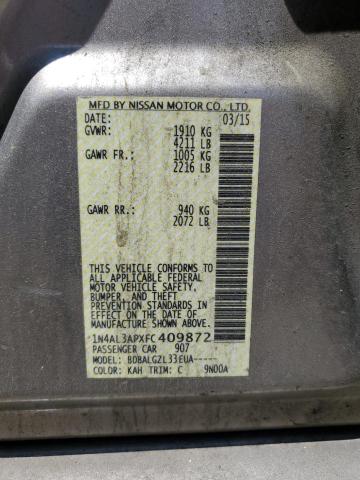 MFD BY NISSAN MOTOR CO., LTD.
DATE: 03/15
GVWR: 1910 KG
4211 LB
GAWR FR.: 1005 KG
2216 LB
GAWR RR.: 940 KG
2072 LB
THIS VEHICLE CONFORMS TO
ALL APPLICABLE FEDERAL
MOTOR VEHICLE SAFETY,
BUMPER, AND THEFT
PREVENTION STANDARDS IN
EFFECT ON THE DATE OF
MANUFACTURE SHOWN ABOVE.
1N4AL3APXFC409872
PASSENGER CAR 907
MODEL: BDBALGZL33EUA-----
COLOR: KAH TRIM: C 9N00A